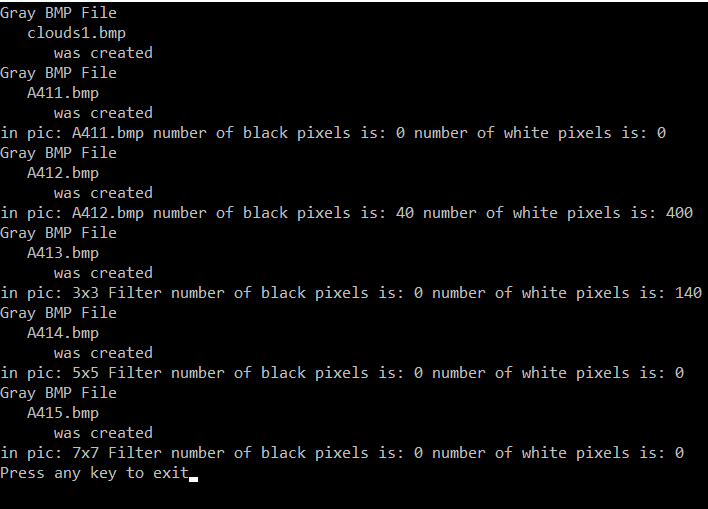 Gray BMP File
clouds1.bmp
was created
Gray BMP File
A411.bmp
was created
in pic: A411.bmp number of black pixels is: 0 number of white pixels is: 0
Gray BMP File
A412.bmp
was created
in pic: A412.bmp number of black pixels is: 40 number of white pixels is: 400
Gray BMP File
A413.bmp
was created
in pic: 3x3 Filter number of black pixels is: 0 number of white pixels is: 140
Gray BMP File
A414.bmp
was created
in pic: 5x5 Filter number of black pixels is: 0 number of white pixels is: 0
Gray BMP File
A415.bmp
was created
in pic: 7x7 Filter number of black pixels is: 0 number of white pixels is: 0
Press any key to exit